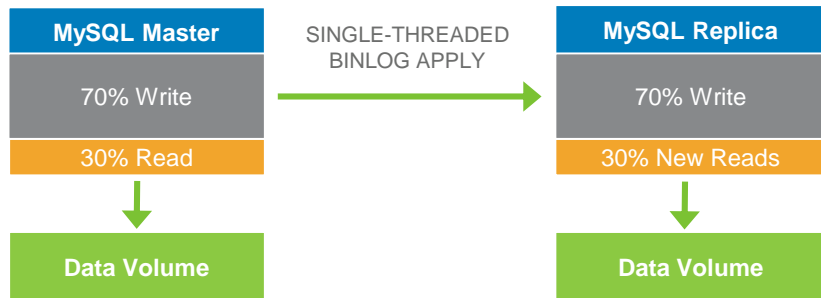 MySQL Master
70% Write
30% Read
Data Volume
SINGLE-THREADED
BINLOG APPLY
MySQL Replica
70% Write
30% New Reads
Data Volume